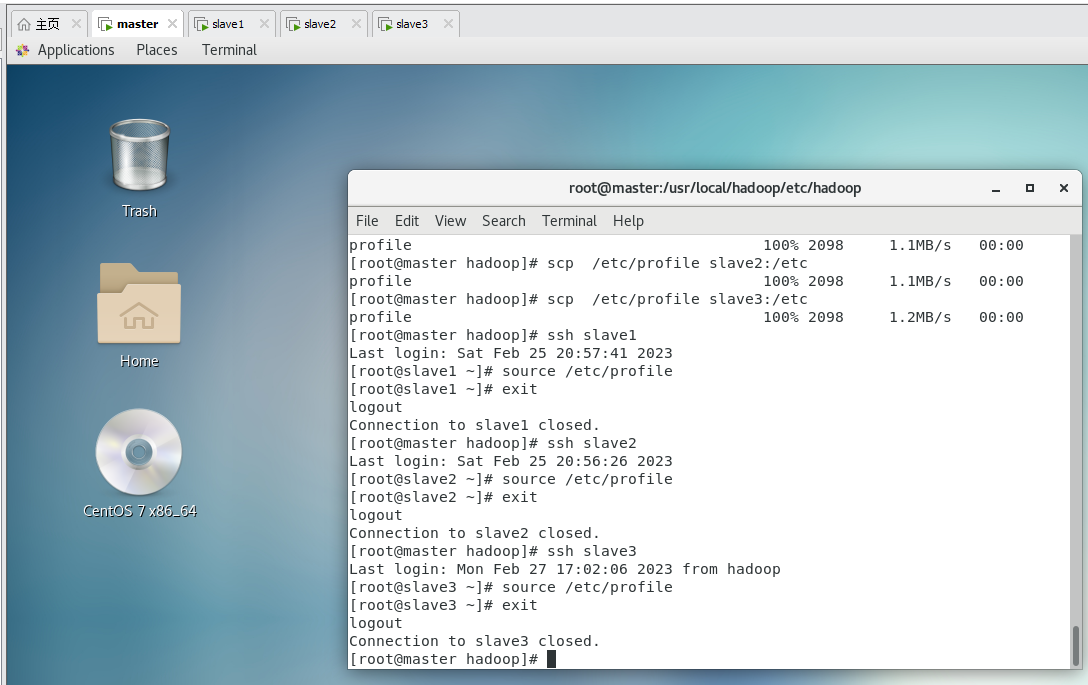 主页 master slave1 slave2 slave3
Applications Places Terminal
Trash
Home
CentOS 7 x86_64
root@master:/usr/local/hadoop/etc/hadoop
File Edit View Search Terminal Help
profile 100% 2098 1.1MB/s 00:00
[root@master hadoop]# scp  /etc/profile slave2:/etc
profile 100% 2098 1.1MB/s 00:00
[root@master hadoop]# scp  /etc/profile slave3:/etc
profile 100% 2098 1.2MB/s 00:00
[root@master hadoop]# ssh slave1
Last login: Sat Feb 25 20:57:41 2023
[root@slave1 ~]# source /etc/profile
[root@slave1 ~]# exit
logout
Connection to slave1 closed.
[root@master hadoop]# ssh slave2
Last login: Sat Feb 25 20:56:26 2023
[root@slave2 ~]# source /etc/profile
[root@slave2 ~]# exit
logout
Connection to slave2 closed.
[root@master hadoop]# ssh slave3
Last login: Mon Feb 27 17:02:06 2023 from hadoop
[root@slave3 ~]# source /etc/profile
[root@slave3 ~]# exit
logout
Connection to slave3 closed.
[root@master hadoop]#